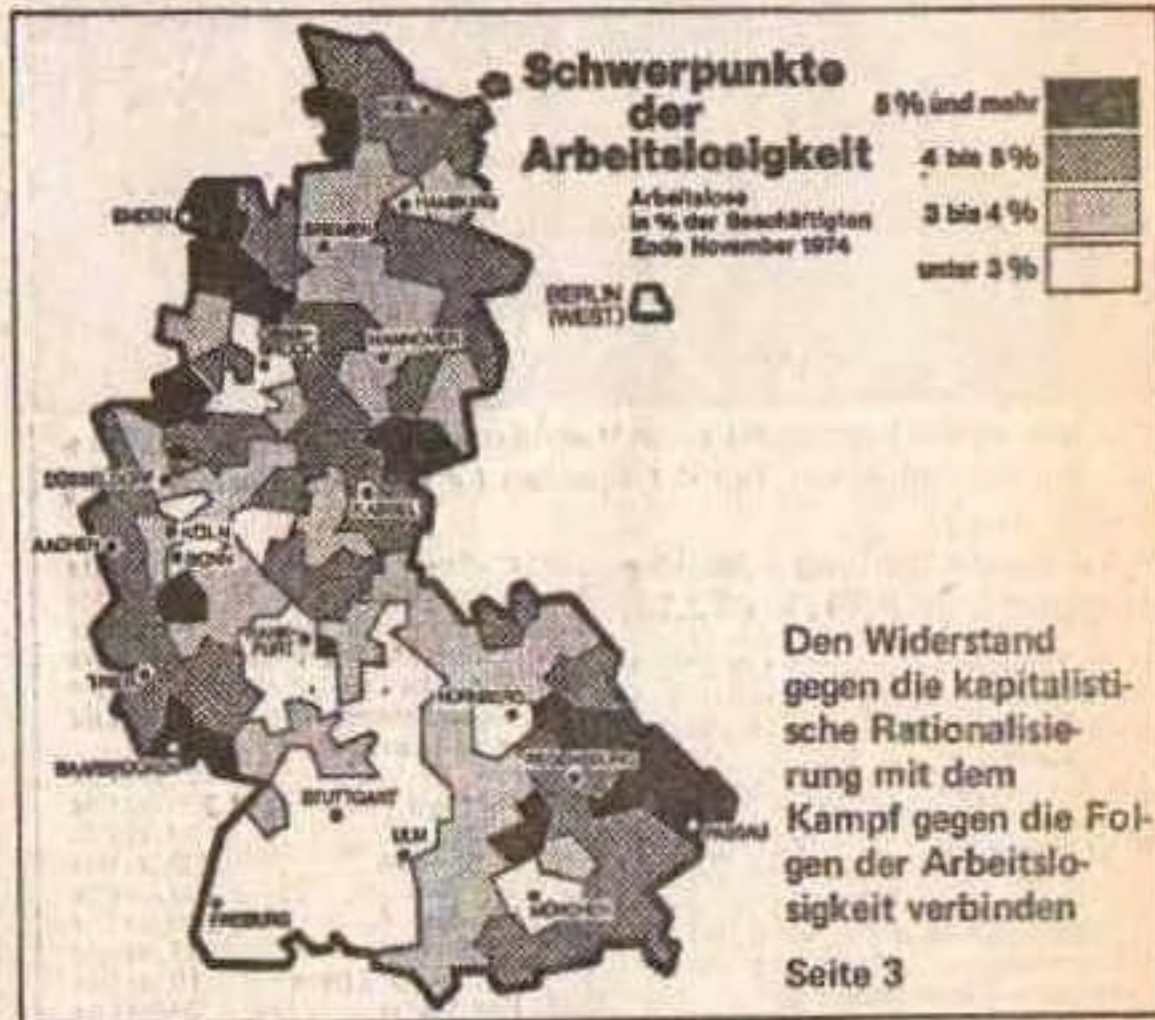 Schwerpunkte
der
Arbeitslosigkeit
Arbeitslose
in % der Beschäftigten
Ende November 1974
5 % und mehr
4 bis 5%
3 bis 4 %
unter 3 %
KIEL
HAMBURG
EMDEN
BREMEN
BERLIN
(WEST)
HANNOVER
DÜSSELDORF
KASSEL
KÖLN
AACHEN
BONN
FRANK-
FURT
TRIER
NÜRNBERG
SAARBRÜCKEN
REGENSBURG
STUTTGART
ULM
PASSAU
MÜNCHEN
FREIBURG
Den Widerstand
gegen die kapitalisti-
sche Rationalisie-
rung mit dem
Kampf gegen die Fol-
gen der Arbeitslo-
sigkeit verbinden
Seite 3